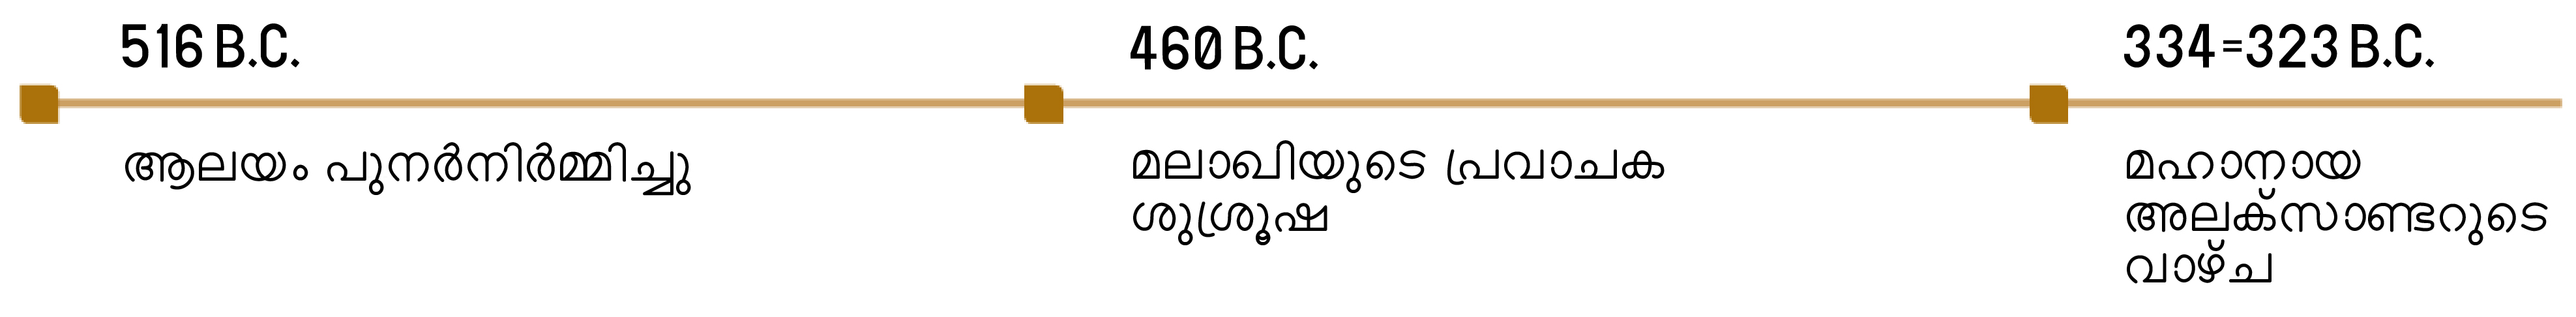 516 B.C.
460 B.C.
334=323 B.C.
ആലയം പുനർനിർമ്മിച്ചു
മലാഖിയുടെ പ്രവാചക
ശുശ്രൂഷ
മഹാനായ
അലക്സാണ്ടറുടെ
വാഴ്ച